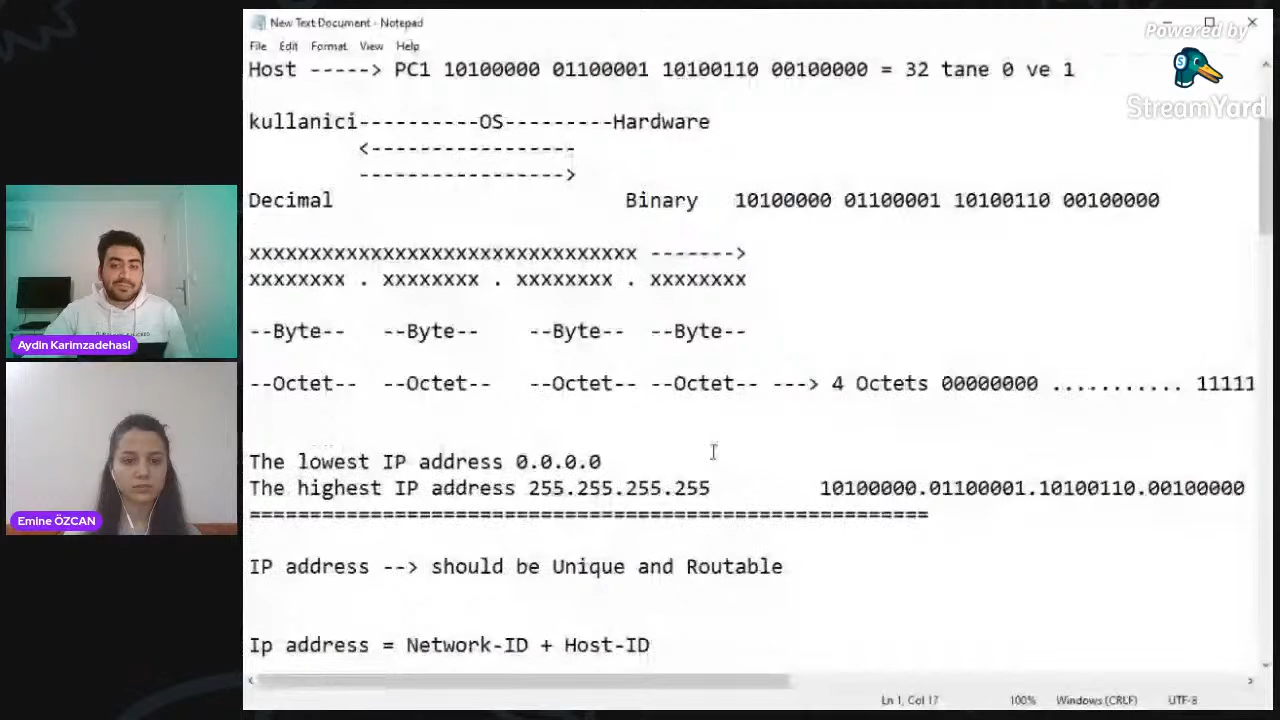 New Text Document - Notepad
File Edit Format View Help
Powered by
StreamYard
Host -----> PC1 10100000 01100001 10100110 00100000 = 32 tane 0 ve 1
kullanici----------OS---------Hardware
<-----------------
----------------->
Decimal Binary 10100000 01100001 10100110 00100000
xxxxxxxxxxxxxxxxxxxxxxxxxxxxxxxx ------->
xxxxxxxx . xxxxxxxx . xxxxxxxx . xxxxxxxx
--Byte-- --Byte-- --Byte-- --Byte--
--Octet-- --Octet-- --Octet-- --Octet-- ---> 4 Octets 00000000 ........... 11111
The lowest IP address 0.0.0.0
The highest IP address 255.255.255.255 10100000.01100001.10100110.00100000
========================================================
IP address --> should be Unique and Routable
Ip address = Network-ID + Host-ID
Ln 1, Col 17 100% Windows (CRLF) UTF-8
Aydin Karimzadehasl
Emine ÖZCAN